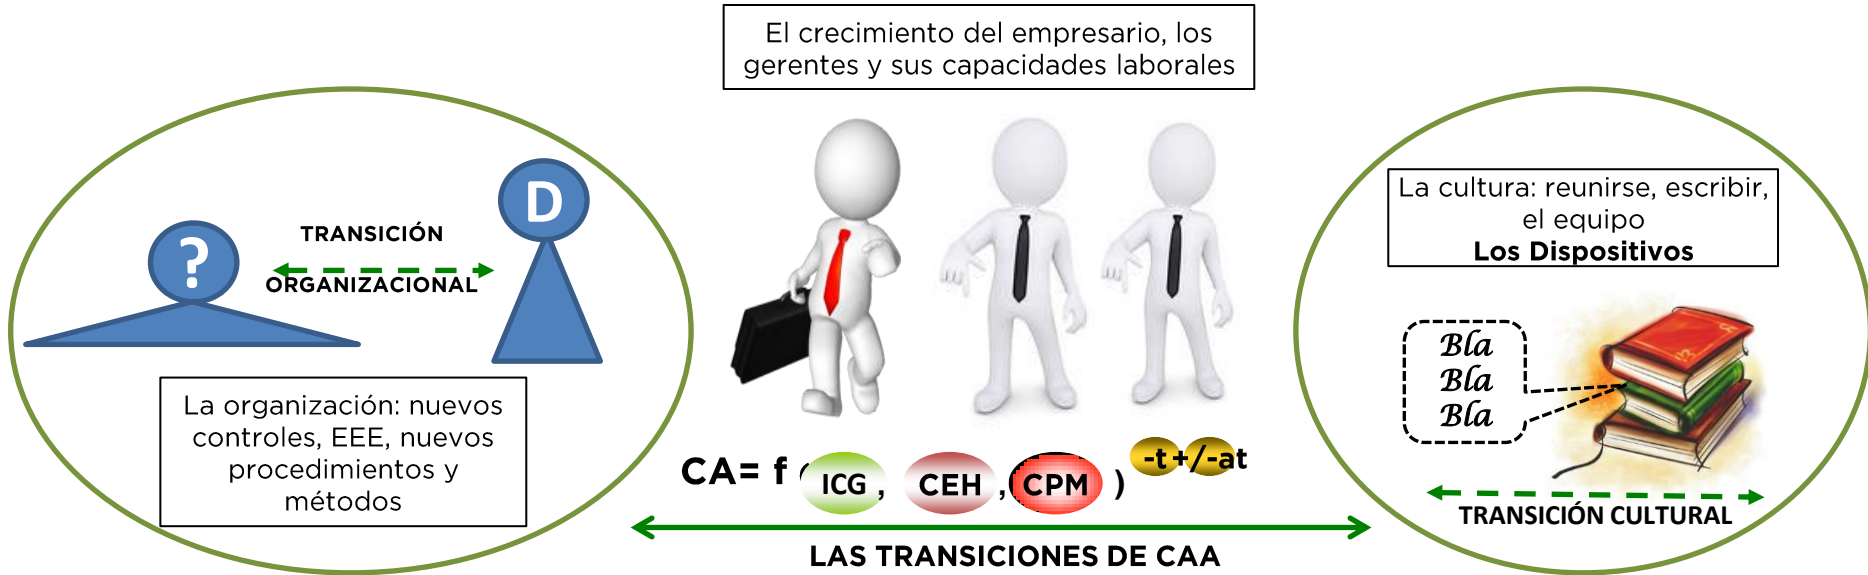 El crecimiento del empresario, los
gerentes y sus capacidades laborales
?
TRANSICIÓN
ORGANIZACIONAL
D
La organización: nuevos
controles, EEE, nuevos
procedimientos y
métodos
CA= f ( ICG , CEH , CPM ) -t +/-at
LAS TRANSICIONES DE CAA
La cultura: reunirse, escribir,
el equipo
Los Dispositivos
Bla
Bla
Bla
TRANSICIÓN CULTURAL